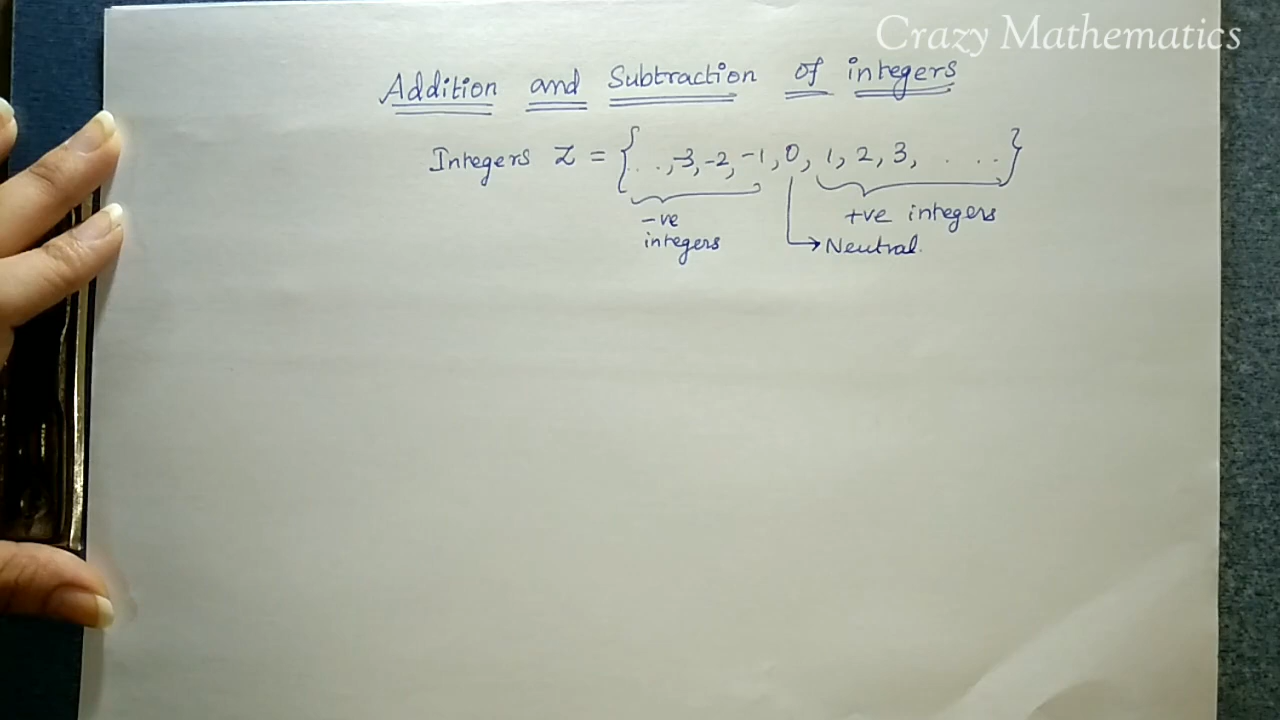 Crazy Mathematics
Addition and Subtraction of integers
Integers Z = {. . ., -3, -2, -1, 0, 1, 2, 3, . . . .}
-ve integers
+ve integers
Neutral.